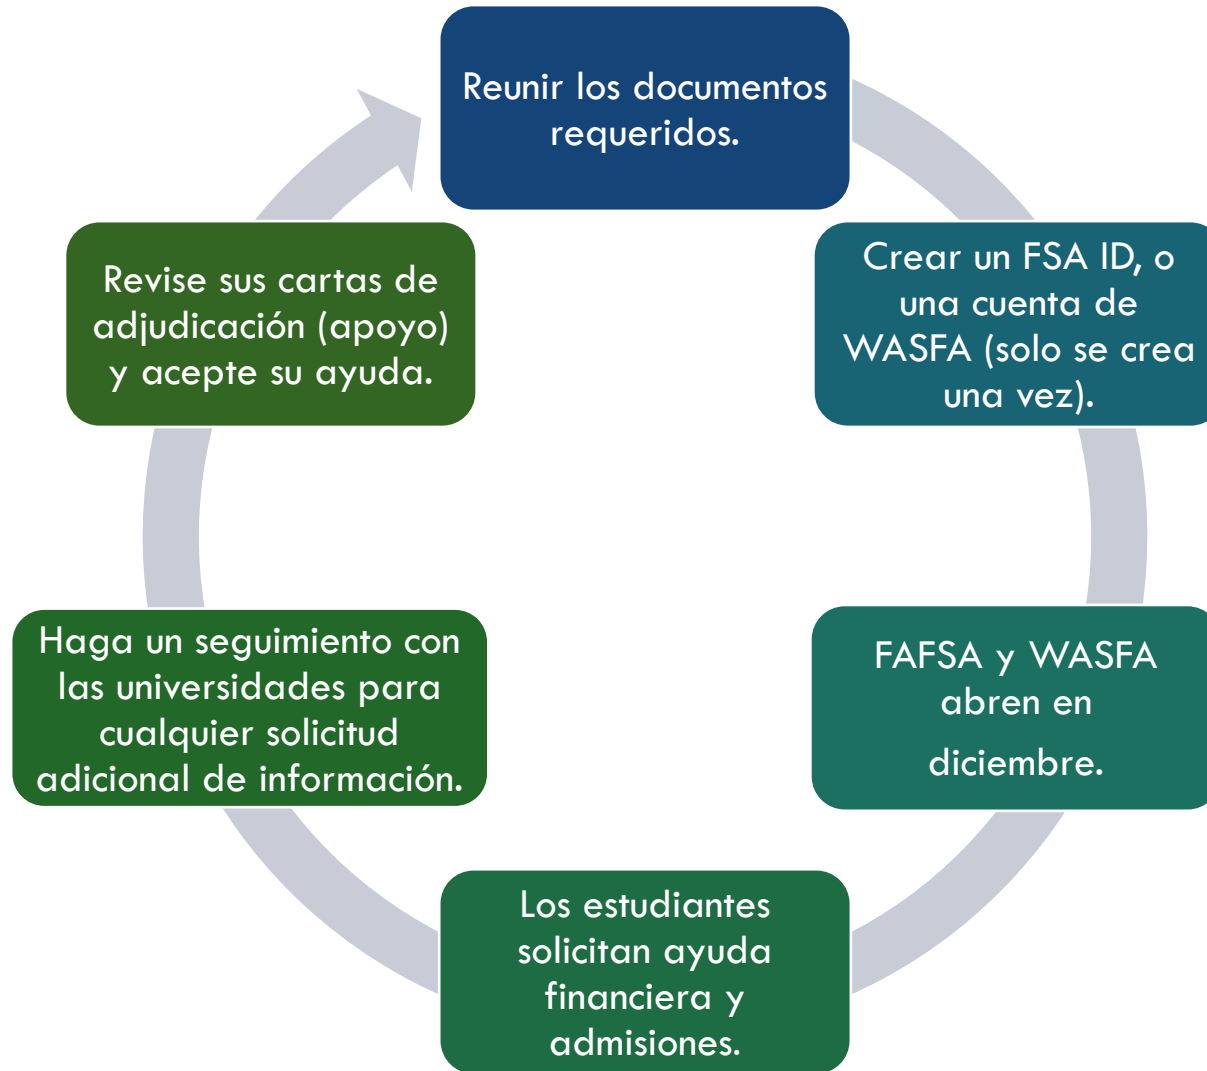 Reunir los documentos
requeridos.
Crear un FSA ID, o
una cuenta de
WASFA (solo se crea
una vez).
FAFSA y WASFA
abren en
diciembre.
Los estudiantes
solicitan ayuda
financiera y
admisiones.
Haga un seguimiento con
las universidades para
cualquier solicitud
adicional de información.
Revise sus cartas de
adjudicación (apoyo)
y acepte su ayuda.